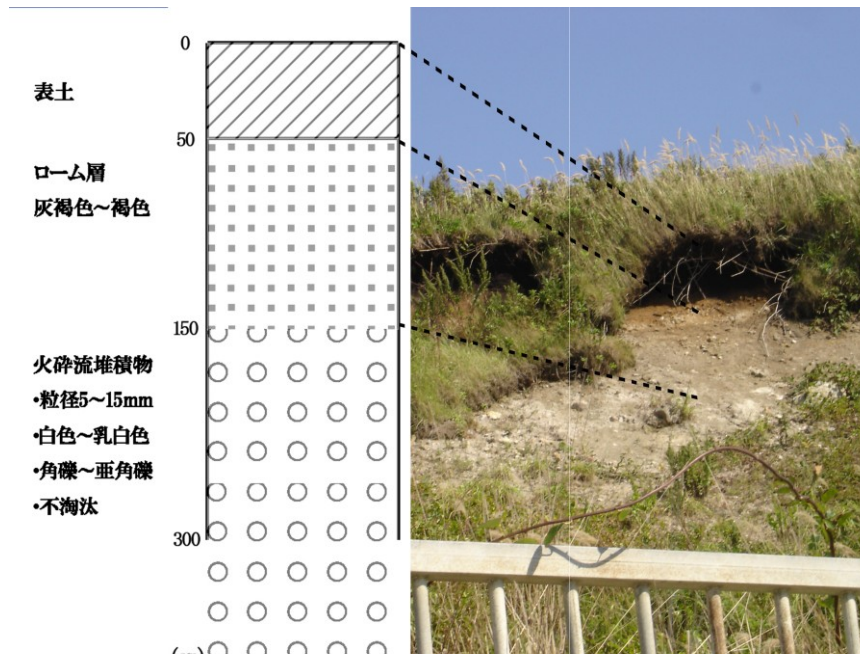 0
表土
50
ローム層
灰褐色～褐色
150
火砕流堆積物
・粒径5～15mm
・白色～乳白色
・角礫～亜角礫
・不淘汰
300